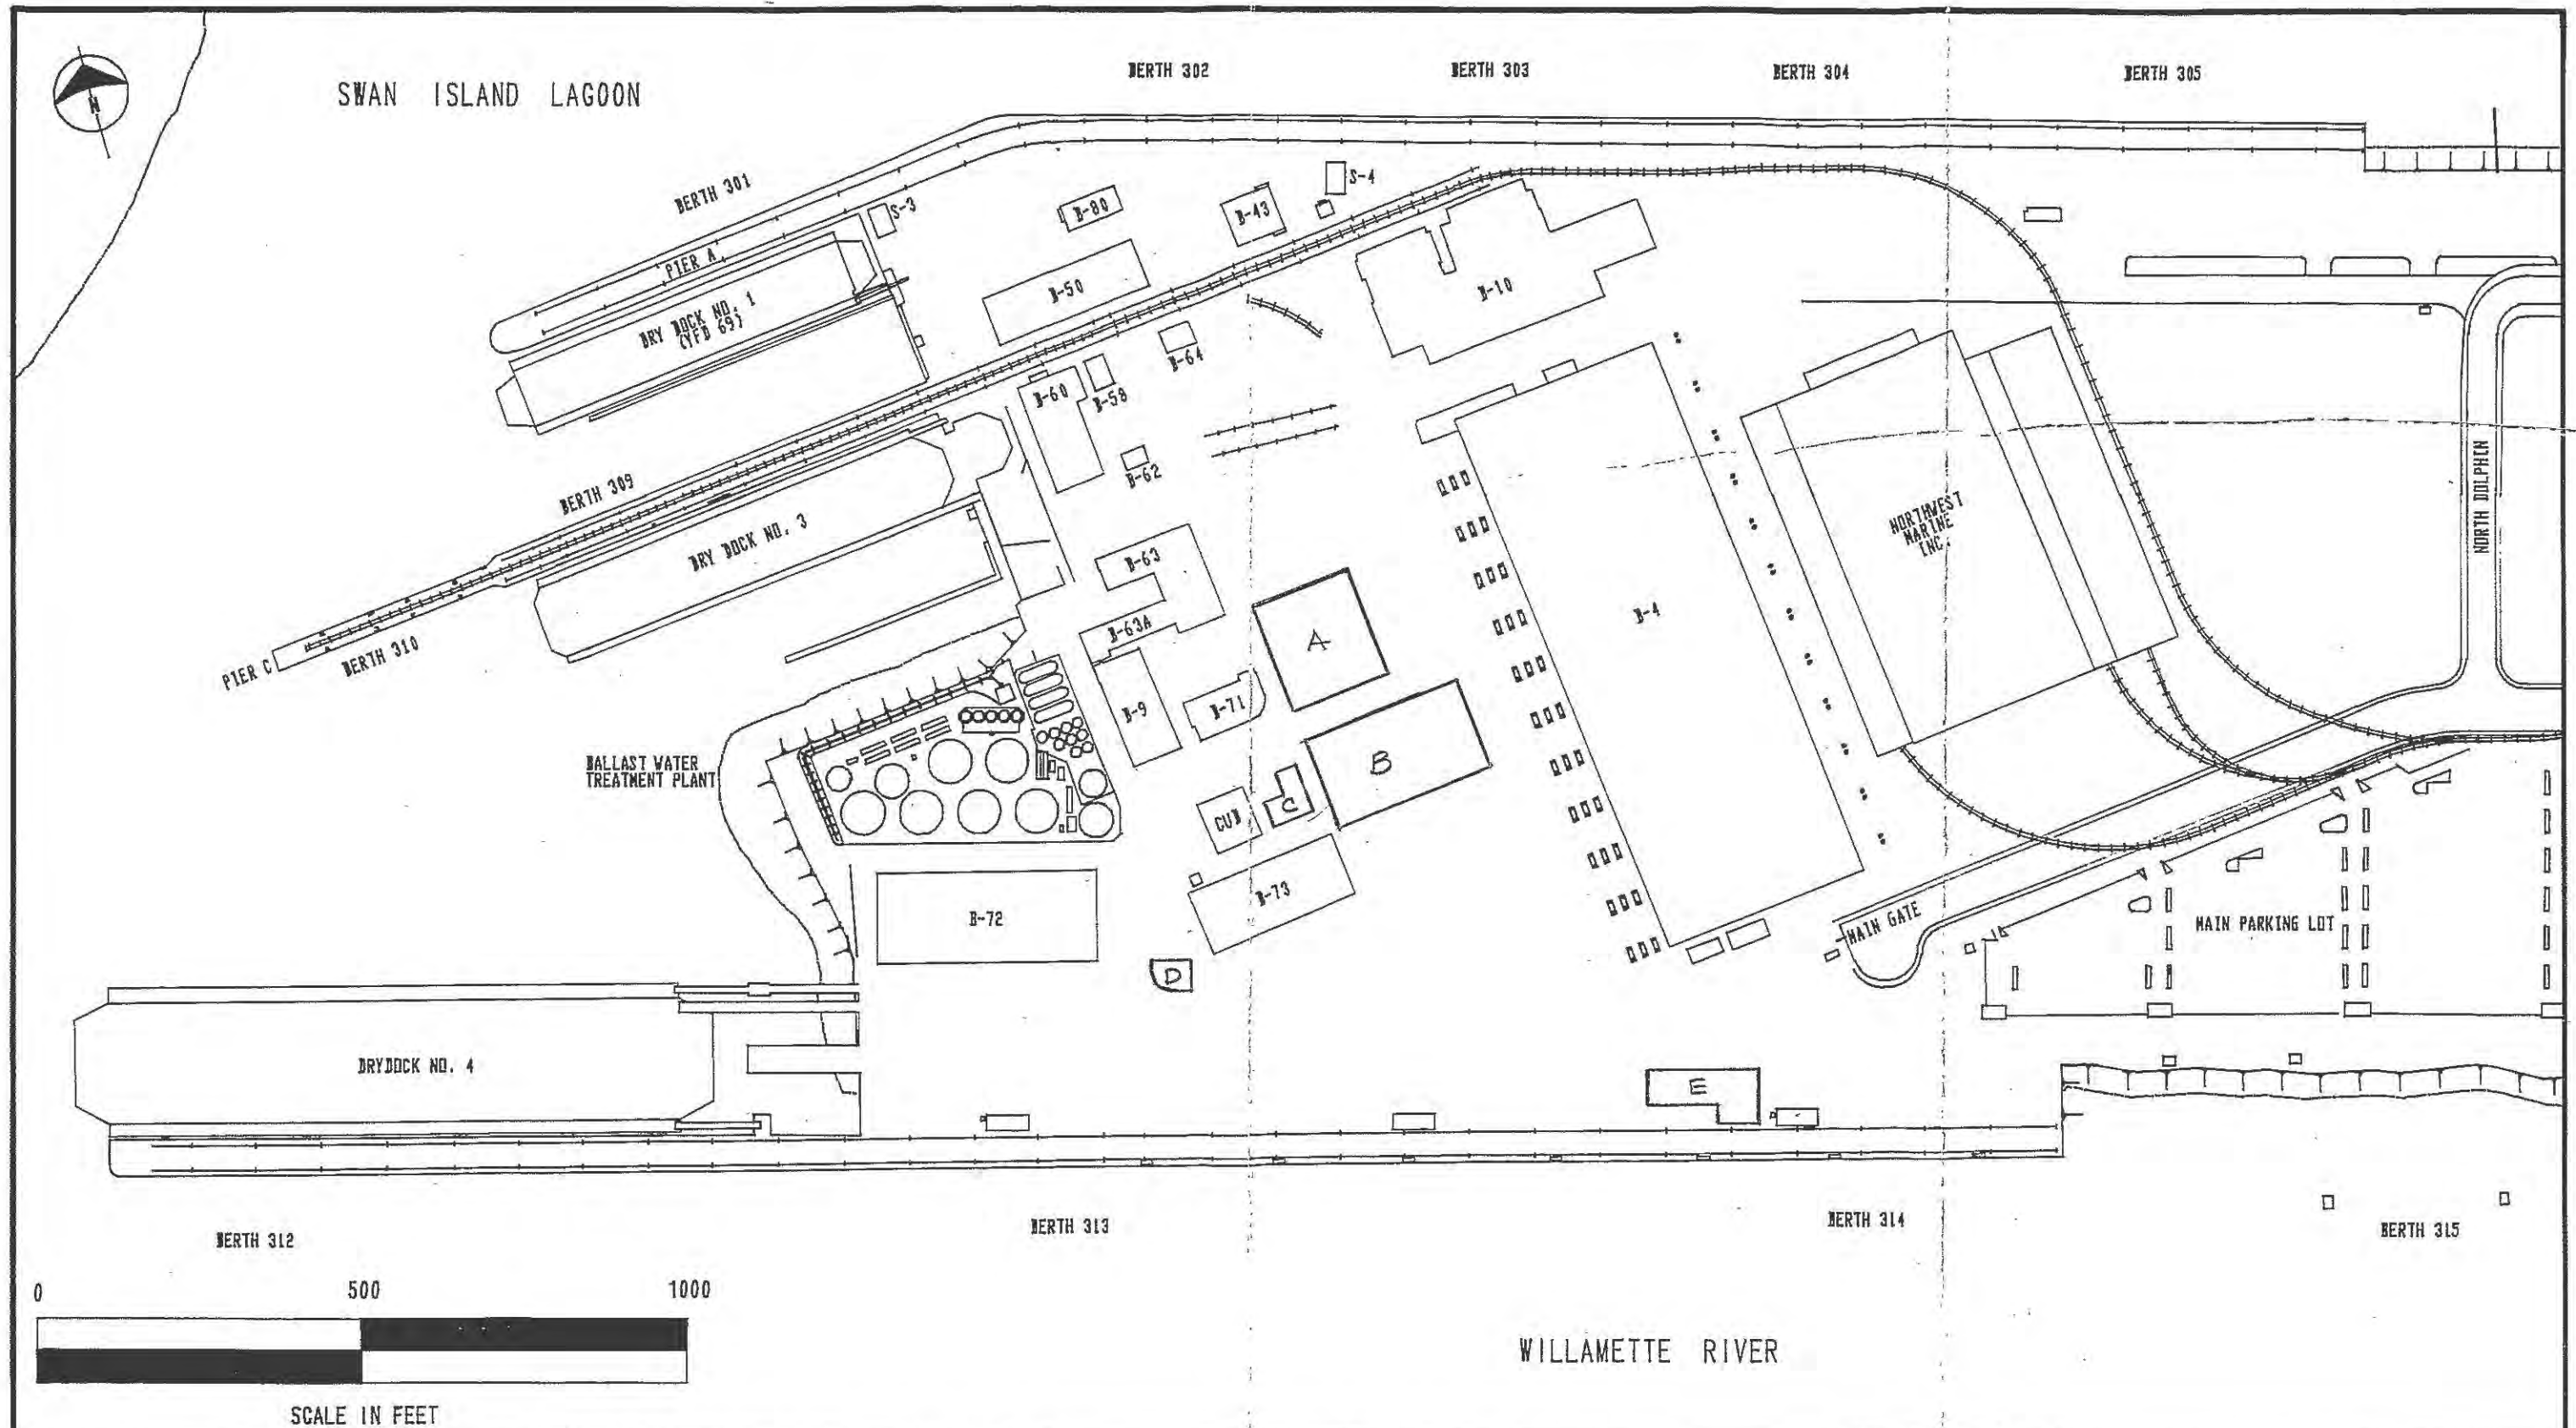 BERTH 302
BERTH 303
BERTH 304
BERTH 305
SWAN ISLAND LAGOON
N
BERTH 301
S-3
S-4
B-80
B-43
PIER A
B-50
B-10
DRY DOCK NO. 1
(YFD 69)
B-64
B-60
B-58
B-62
BERTH 309
DRY DOCK NO. 3
NORTHWEST
MARINE
INC.
NORTH DOLPHIN
B-63
B-4
B-63A
A
PIER C
BERTH 310
B-9
B-71
B
BALLAST WATER
TREATMENT PLANT
C
CUB
B-73
B-72
D
MAIN GATE
MAIN PARKING LOT
DRYDOCK NO. 4
E
BERTH 312
BERTH 313
BERTH 314
BERTH 315
0 500 1000
SCALE IN FEET
WILLAMETTE RIVER